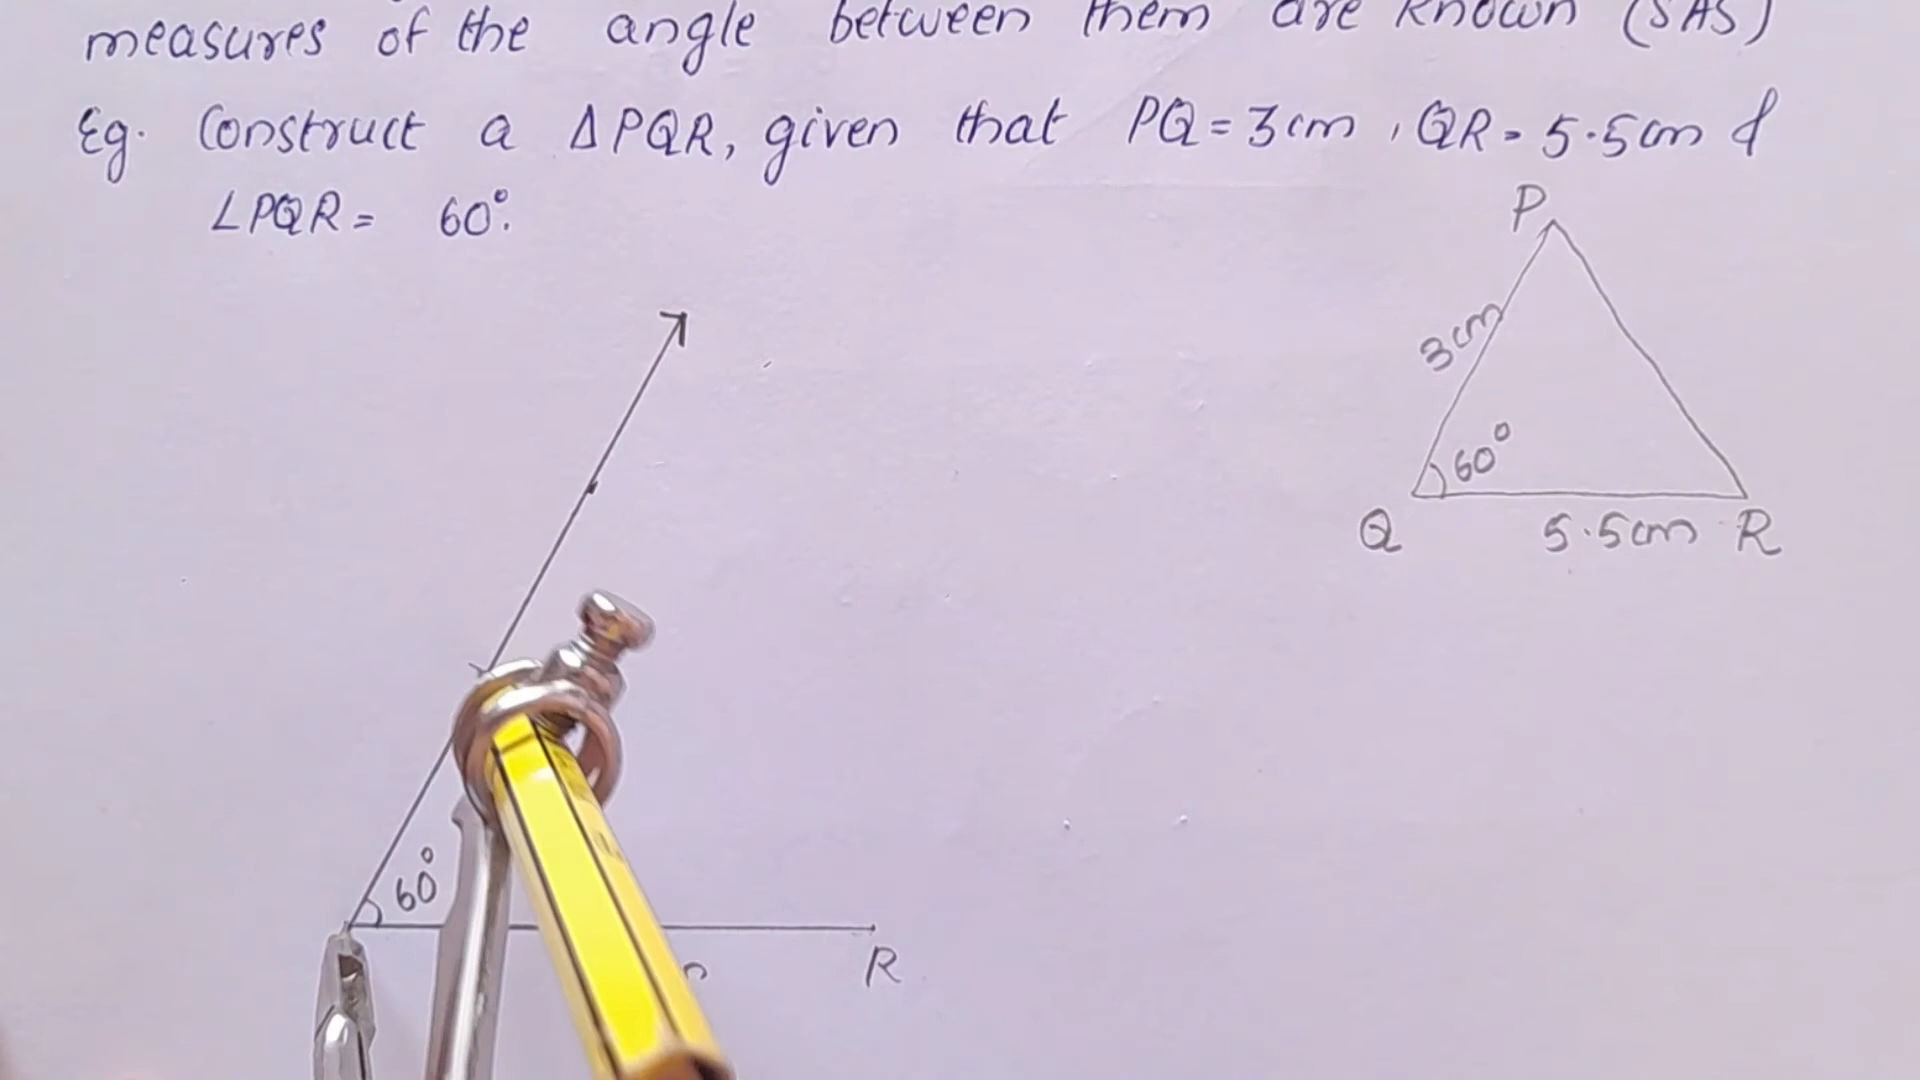 measures of the angle between them are known (SAS)
Eg. Construct a ∆PQR, given that PQ = 3cm, QR = 5.5cm &
∠PQR = 60°.
P
3cm
60°
Q 5.5cm R
60°
R